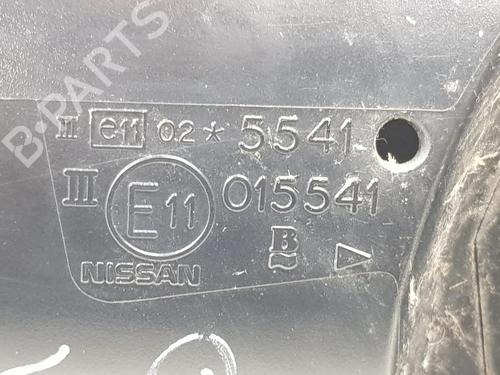 B-PARTS
II e11 02* 5541
III E11 015541
NISSAN B